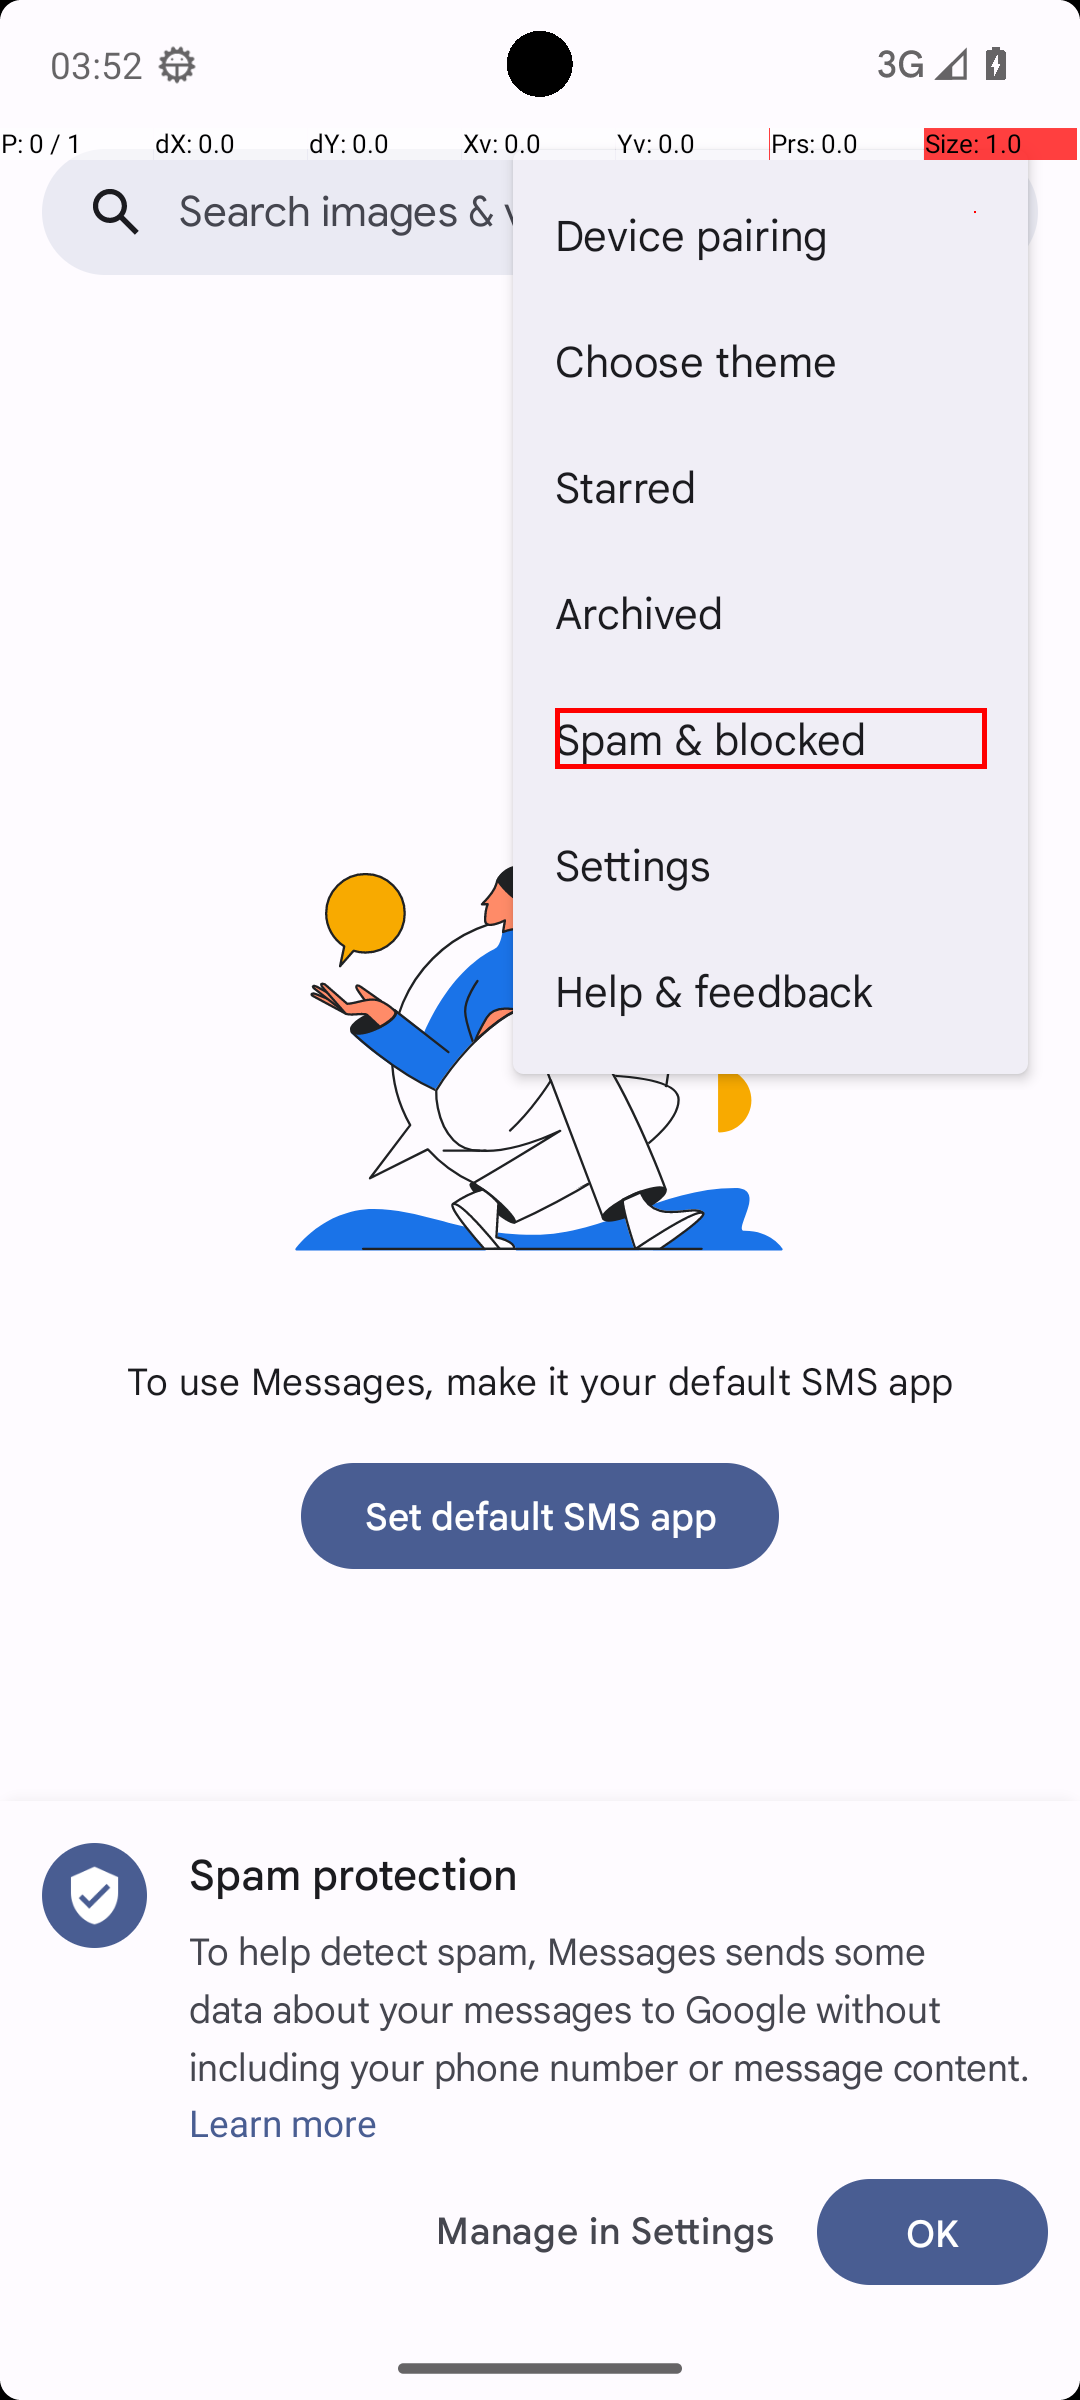 03:52
3G
P: 0 / 1 dX: 0.0 dY: 0.0 Xv: 0.0 Yv: 0.0 Prs: 0.0 Size: 1.0
Search images &
Device pairing
Choose theme
Starred
Archived
Spam & blocked
Settings
Help & feedback
To use Messages, make it your default SMS app
Set default SMS app
Spam protection
To help detect spam, Messages sends some
data about your messages to Google without
including your phone number or message content.
Learn more
Manage in Settings
OK